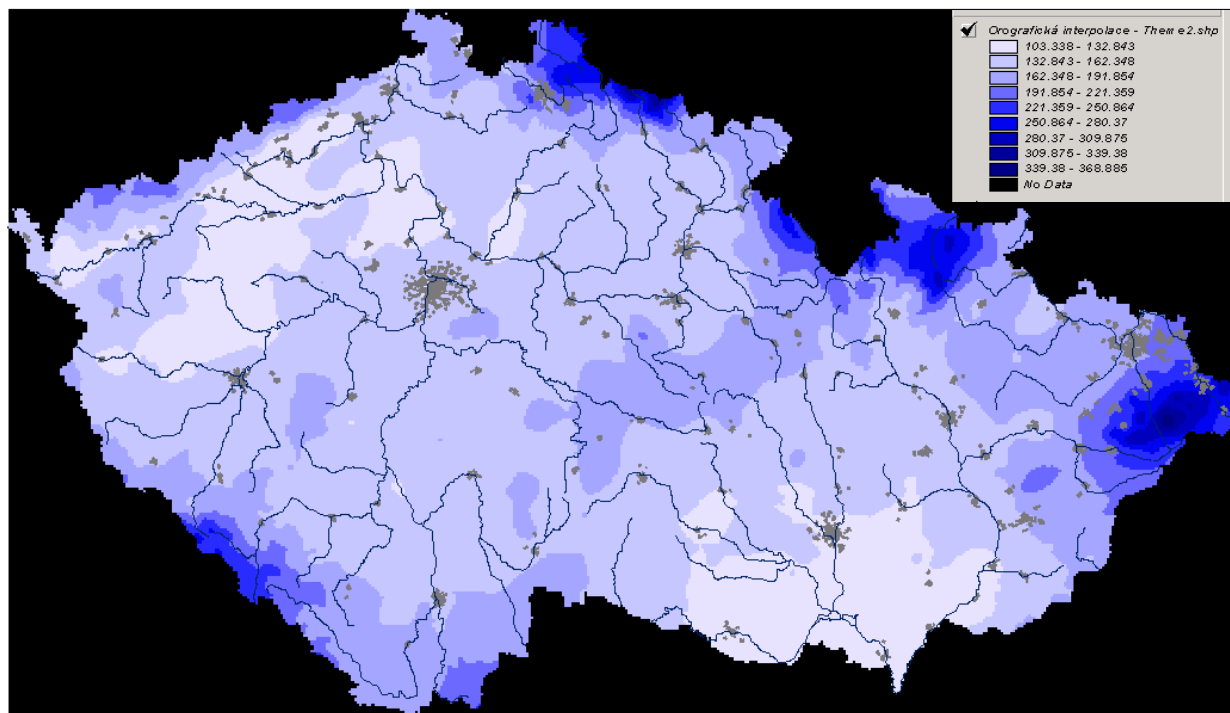 Orografická interpolace - Theme2.shp
103.338 - 132.843
132.843 - 162.348
162.348 - 191.854
191.854 - 221.359
221.359 - 250.864
250.864 - 280.37
280.37 - 309.875
309.875 - 339.38
339.38 - 368.885
No Data